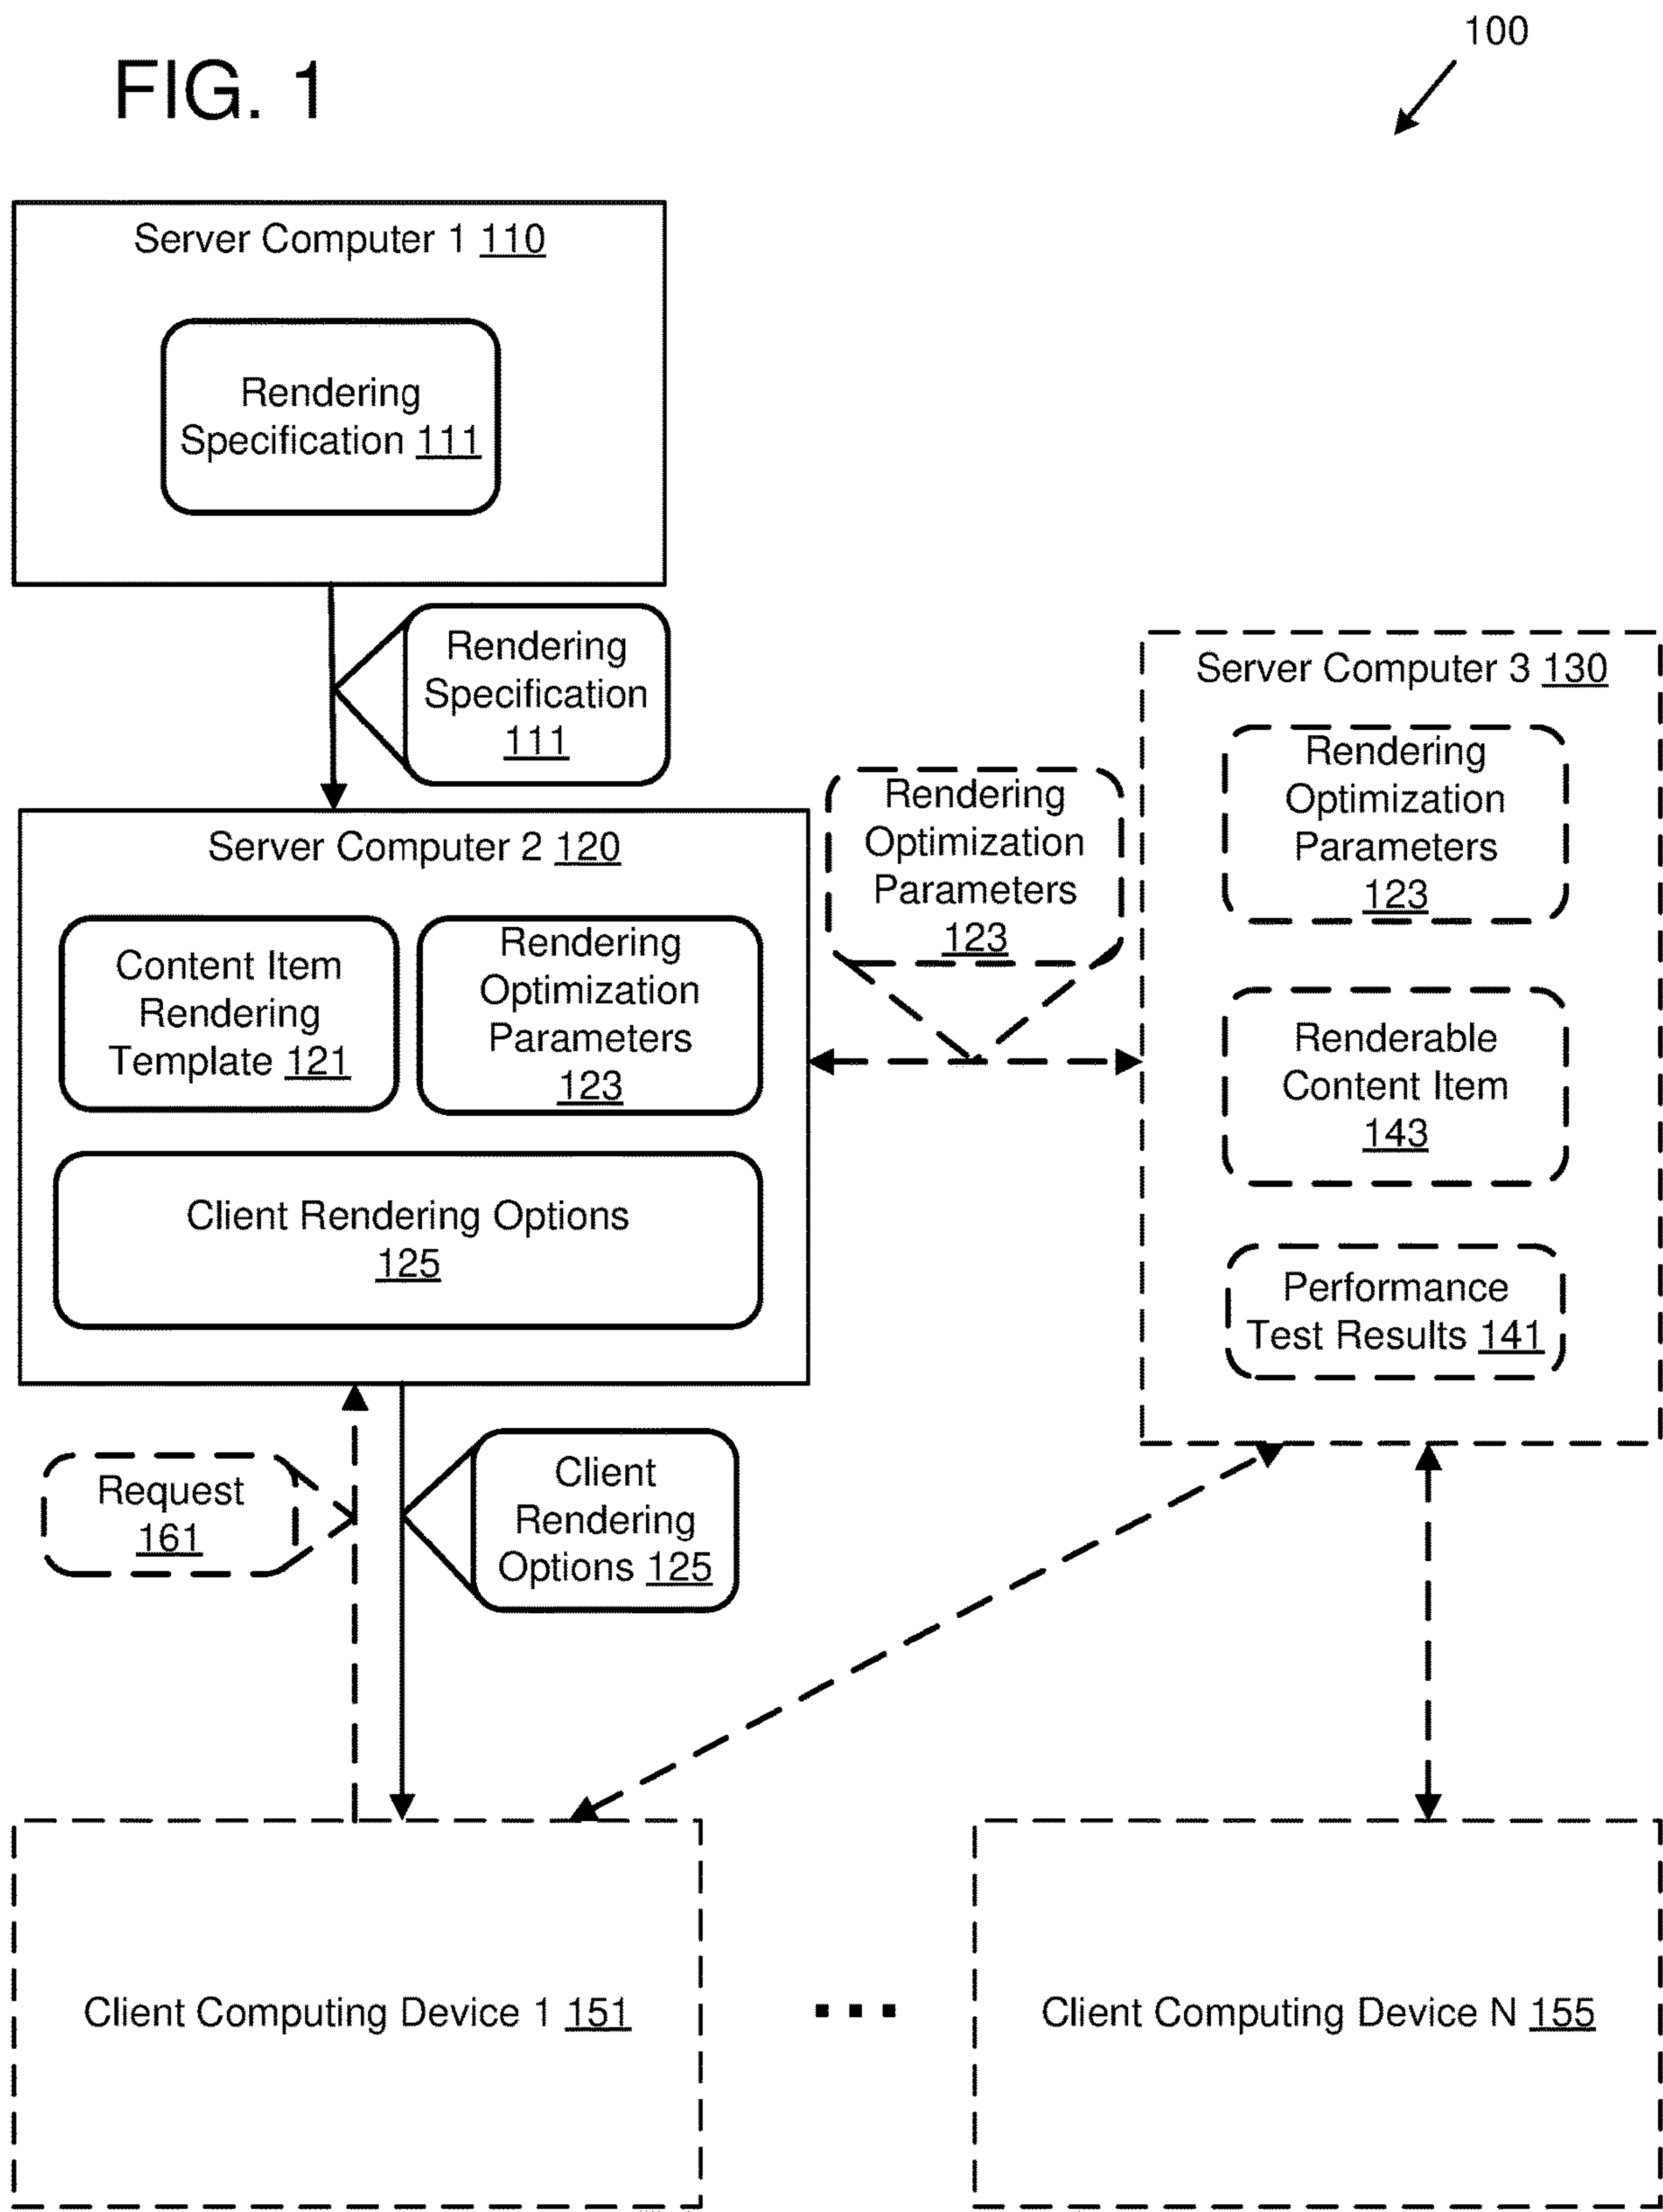 100
FIG. 1
Server Computer 1 110
Rendering
Specification 111
Rendering
Specification
111
Server Computer 2 120
Content Item
Rendering
Template 121
Rendering
Optimization
Parameters
123
Client Rendering Options
125
Rendering
Optimization
Parameters
123
Server Computer 3 130
Rendering
Optimization
Parameters
123
Renderable
Content Item
143
Performance
Test Results 141
Request
161
Client
Rendering
Options 125
Client Computing Device 1 151
...
Client Computing Device N 155